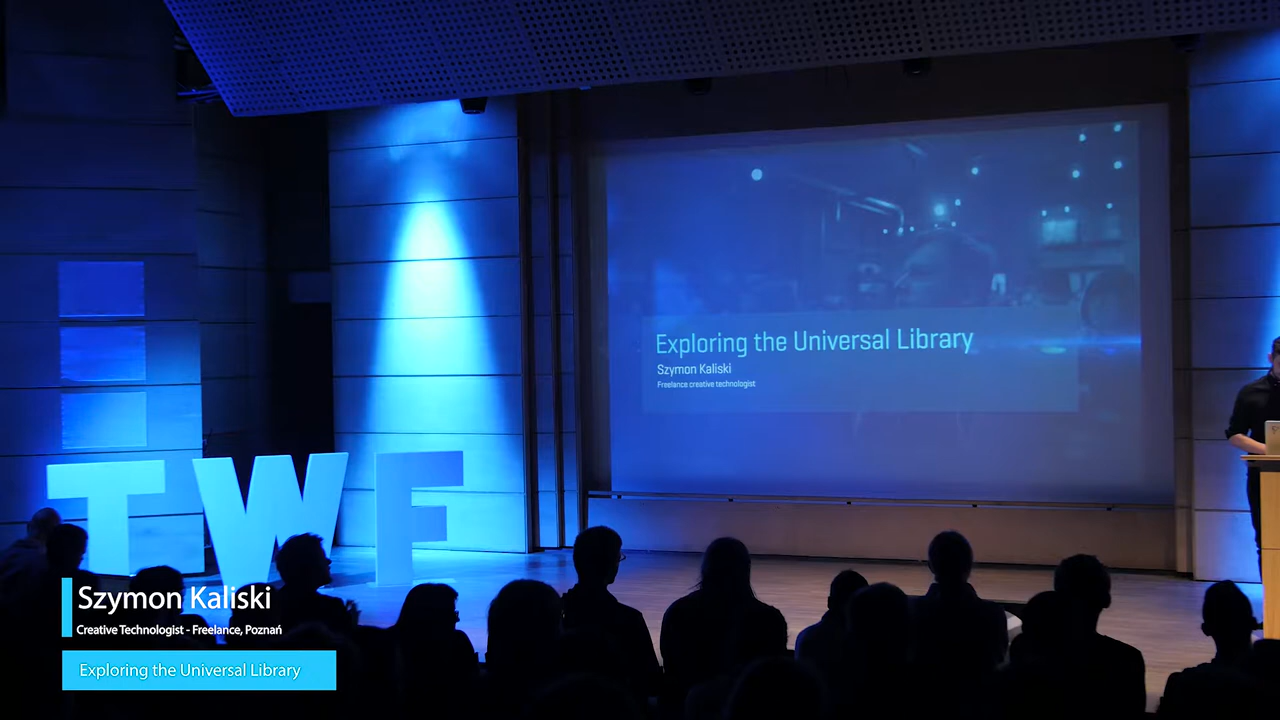 Exploring the Universal Library
Szymon Kaliski
Freelance creative technologist
TWF
Szymon Kaliski
Creative Technologist - Freelance, Poznań
Exploring the Universal Library